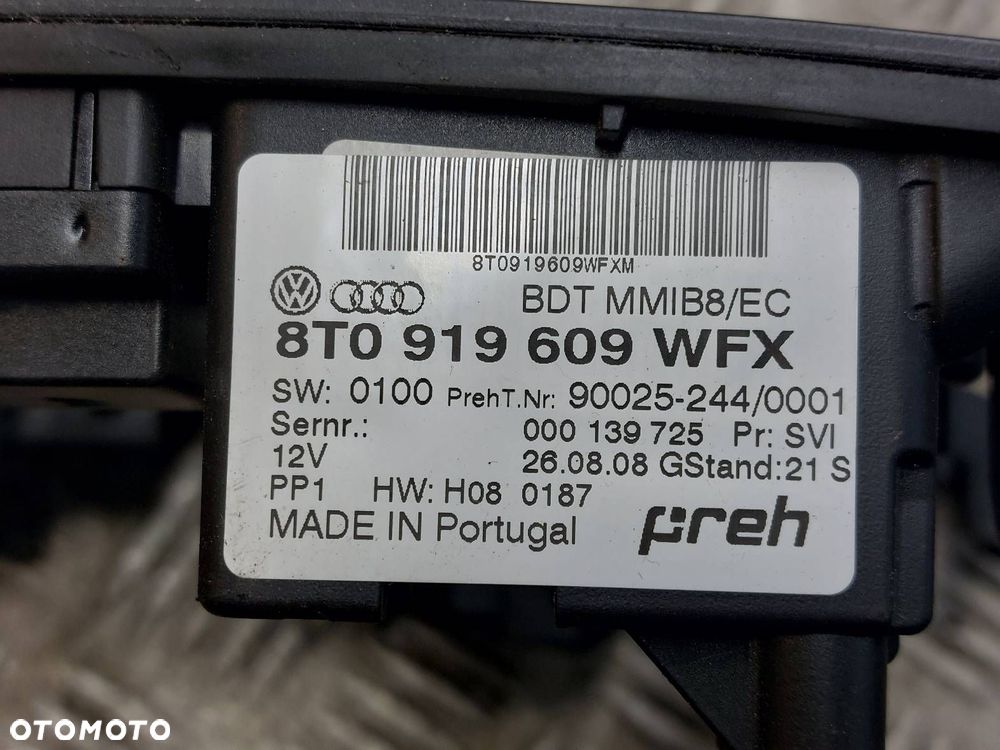 8T0919609WFXM
BDT MMIB8/EC
8T0 919 609 WFX
SW: 0100 PrehT.Nr: 90025-244/0001
Sernr.: 000 139 725 Pr: SVI
12V 26.08.08 GStand:21 S
PP1 HW: H08 0187
MADE IN Portugal preh
OTOMOTO